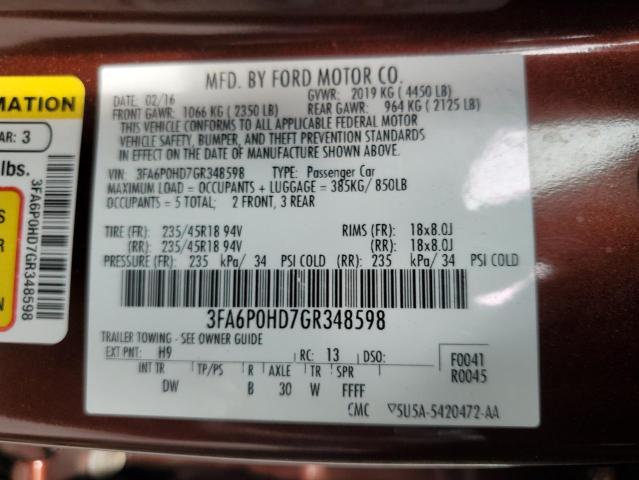 MFD. BY FORD MOTOR CO.
DATE: 02/16 GVWR: 2019 KG ( 4450 LB)
FRONT GAWR: 1066 KG ( 2350 LB) REAR GAWR: 964 KG ( 2125 LB)
THIS VEHICLE CONFORMS TO ALL APPLICABLE FEDERAL MOTOR
VEHICLE SAFETY, BUMPER, AND THEFT PREVENTION STANDARDS
IN EFFECT ON THE DATE OF MANUFACTURE SHOWN ABOVE.
VIN: 3FA6P0HD7GR348598 TYPE: Passenger Car
MAXIMUM LOAD = OCCUPANTS + LUGGAGE = 385KG/ 850LB
OCCUPANTS = 5 TOTAL; 2 FRONT, 3 REAR
TIRE (FR): 235/45R18 94V RIMS (FR): 18x8.0J
(RR): 235/45R18 94V (RR): 18x8.0J
PRESSURE (FR): 235 kPa/ 34 PSI COLD (RR): 235 kPa/ 34 PSI COLD
3FA6P0HD7GR348598
TRAILER TOWING - SEE OWNER GUIDE
EXT PNT: H9 RC: 13 DSO: F0041
INT TR TP/PS R AXLE TR SPR R0045
DW B 30 W FFFF
CMC 5U5A-5420472-AA
MATION
AR: 3
lbs.
3FA6P0HD7GR348598
S
R
S
N